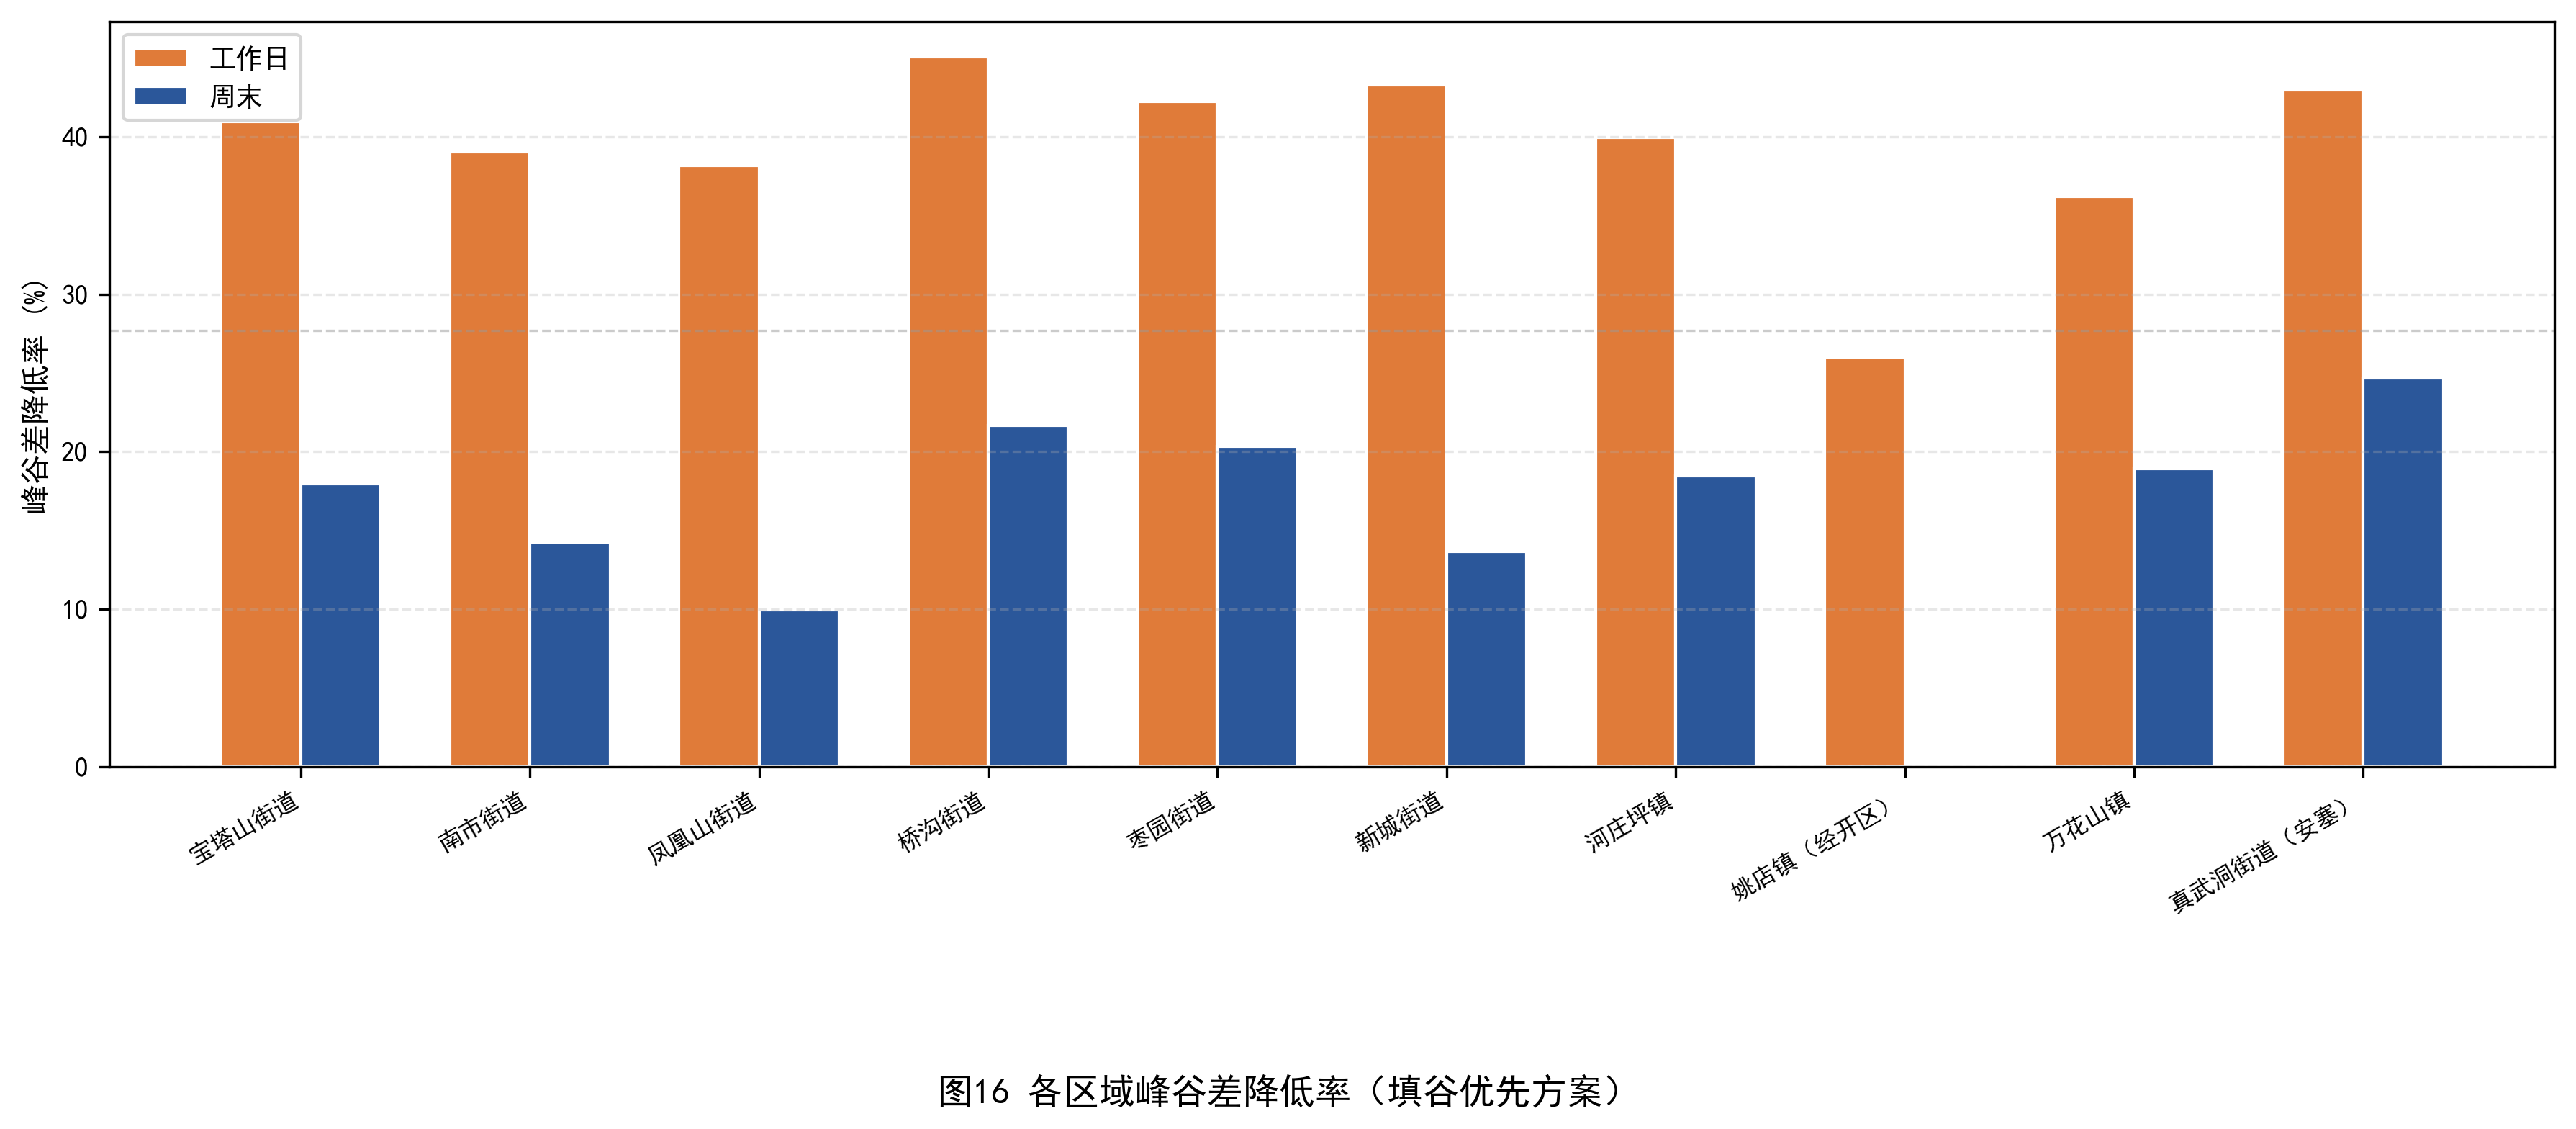 工作日
周末
峰谷差降低率 (%)
40
30
20
10
0
宝塔山街道
南市街道
凤凰山街道
桥沟街道
枣园街道
新城街道
河庄坪镇
姚店镇（经开区）
万花山镇
真武洞街道（安塞）
图16 各区域峰谷差降低率（填谷优先方案）